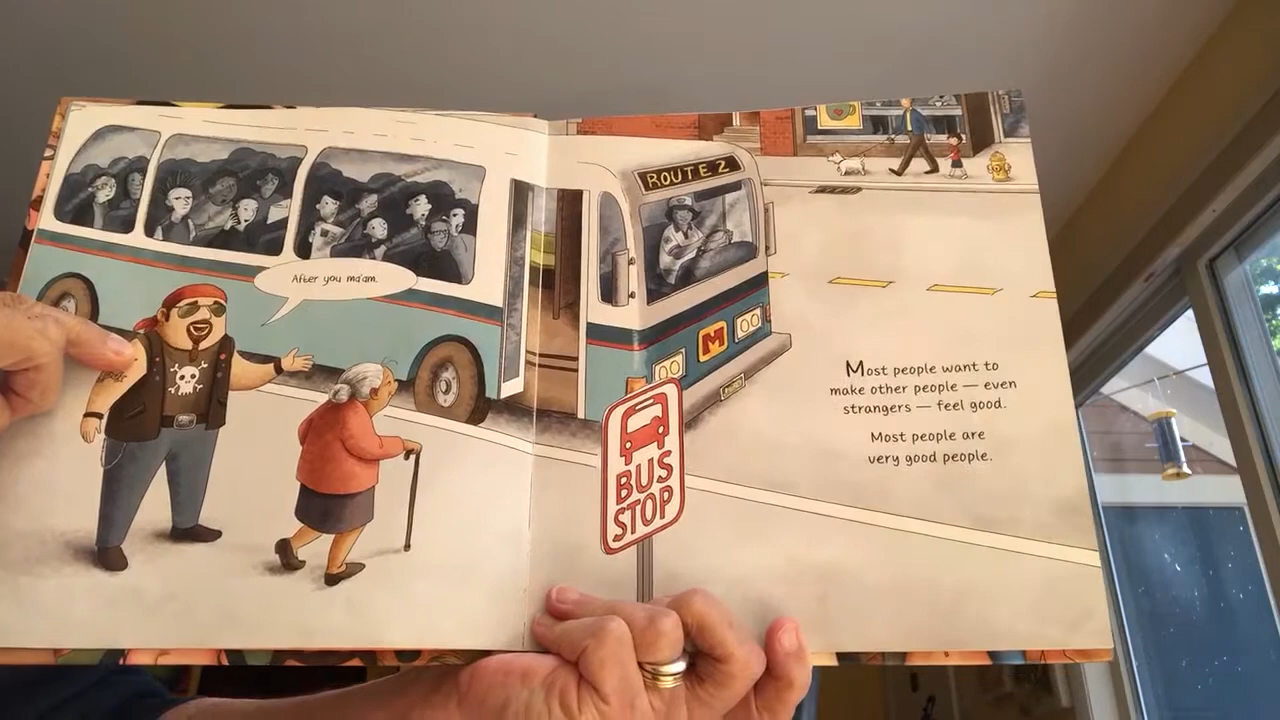 After you ma'am.
ROUTE 2
M
BUS
STOP
Most people want to
make other people — even
strangers — feel good.
Most people are
very good people.